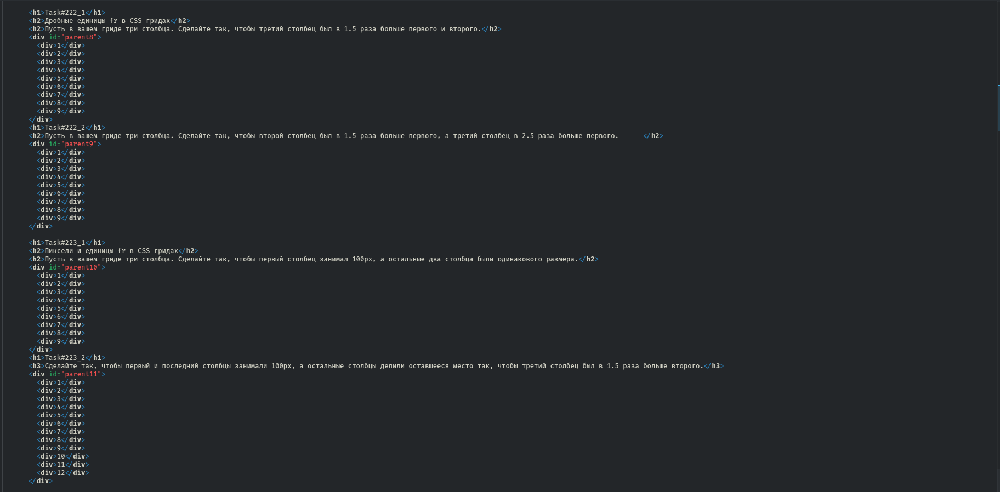 <h1>Task#222_1</h1>
<h2>Дробные единицы fr в CSS гридах</h2>
<h2>Пусть в вашем гриде три столбца. Сделайте так, чтобы третий столбец был в 1.5 раза больше первого и второго.</h2>
<div id="parent8">
  <div>1</div>
  <div>2</div>
  <div>3</div>
  <div>4</div>
  <div>5</div>
  <div>6</div>
  <div>7</div>
  <div>8</div>
  <div>9</div>
</div>
<h1>Task#222_2</h1>
<h2>Пусть в вашем гриде три столбца. Сделайте так, чтобы второй столбец был в 1.5 раза больше первого, а третий столбец в 2.5 раза больше первого.      </h2>
<div id="parent9">
  <div>1</div>
  <div>2</div>
  <div>3</div>
  <div>4</div>
  <div>5</div>
  <div>6</div>
  <div>7</div>
  <div>8</div>
  <div>9</div>
</div>

<h1>Task#223_1</h1>
<h2>Пиксели и единицы fr в CSS гридах</h2>
<h2>Пусть в вашем гриде три столбца. Сделайте так, чтобы первый столбец занимал 100px, а остальные два столбца были одинакового размера.</h2>
<div id="parent10">
  <div>1</div>
  <div>2</div>
  <div>3</div>
  <div>4</div>
  <div>5</div>
  <div>6</div>
  <div>7</div>
  <div>8</div>
  <div>9</div>
</div>
<h1>Task#223_2</h1>
<h3>Сделайте так, чтобы первый и последний столбцы занимали 100px, а остальные столбцы делили оставшееся место так, чтобы третий столбец был в 1.5 раза больше второго.</h3>
<div id="parent11">
  <div>1</div>
  <div>2</div>
  <div>3</div>
  <div>4</div>
  <div>5</div>
  <div>6</div>
  <div>7</div>
  <div>8</div>
  <div>9</div>
  <div>10</div>
  <div>11</div>
  <div>12</div>
</div>